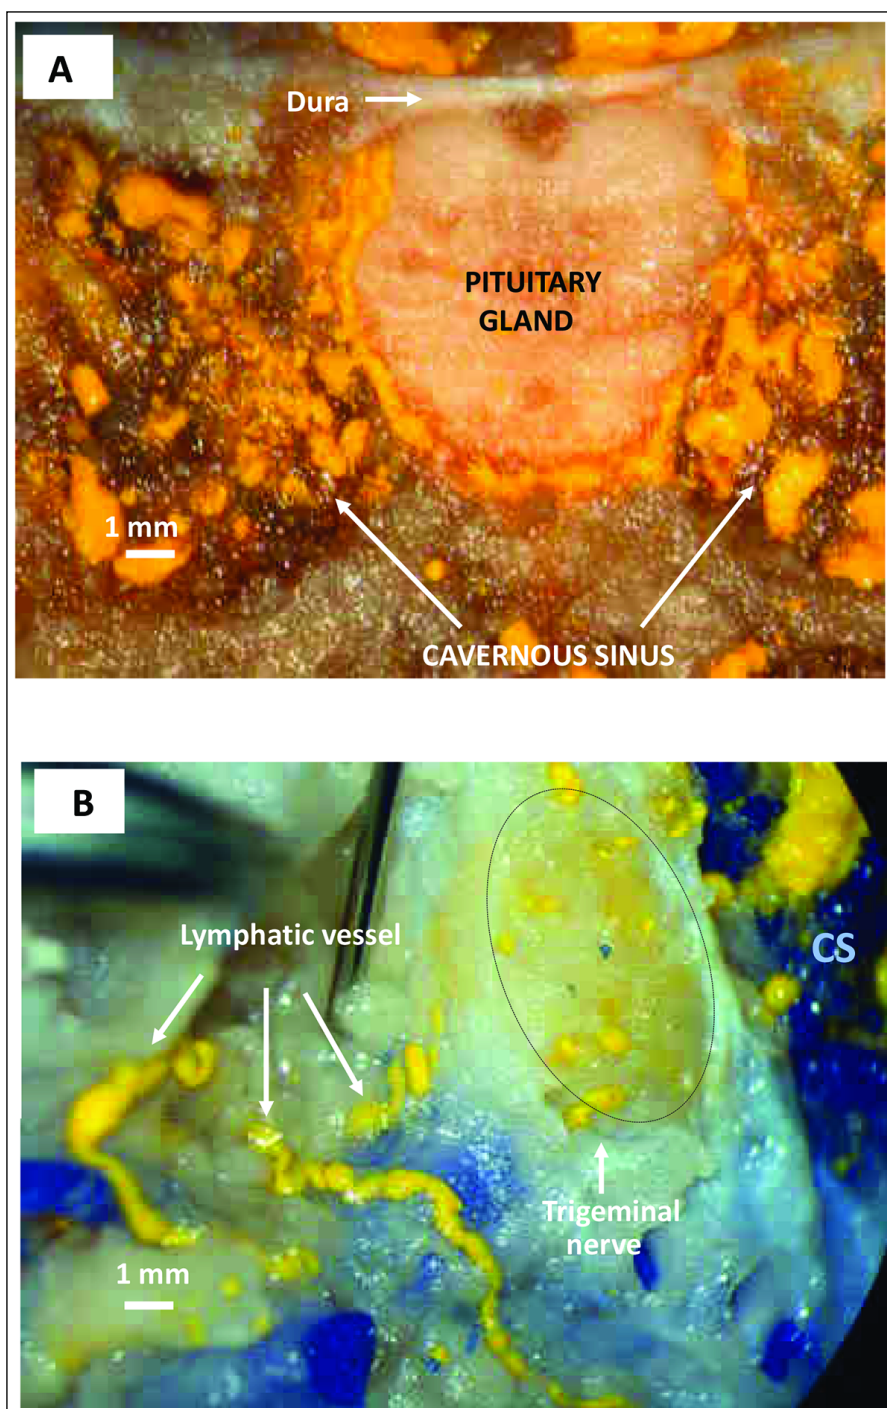 A
Dura
PITUITARY
GLAND
1 mm
CAVERNOUS SINUS
B
Lymphatic vessel
CS
Trigeminal
nerve
1 mm